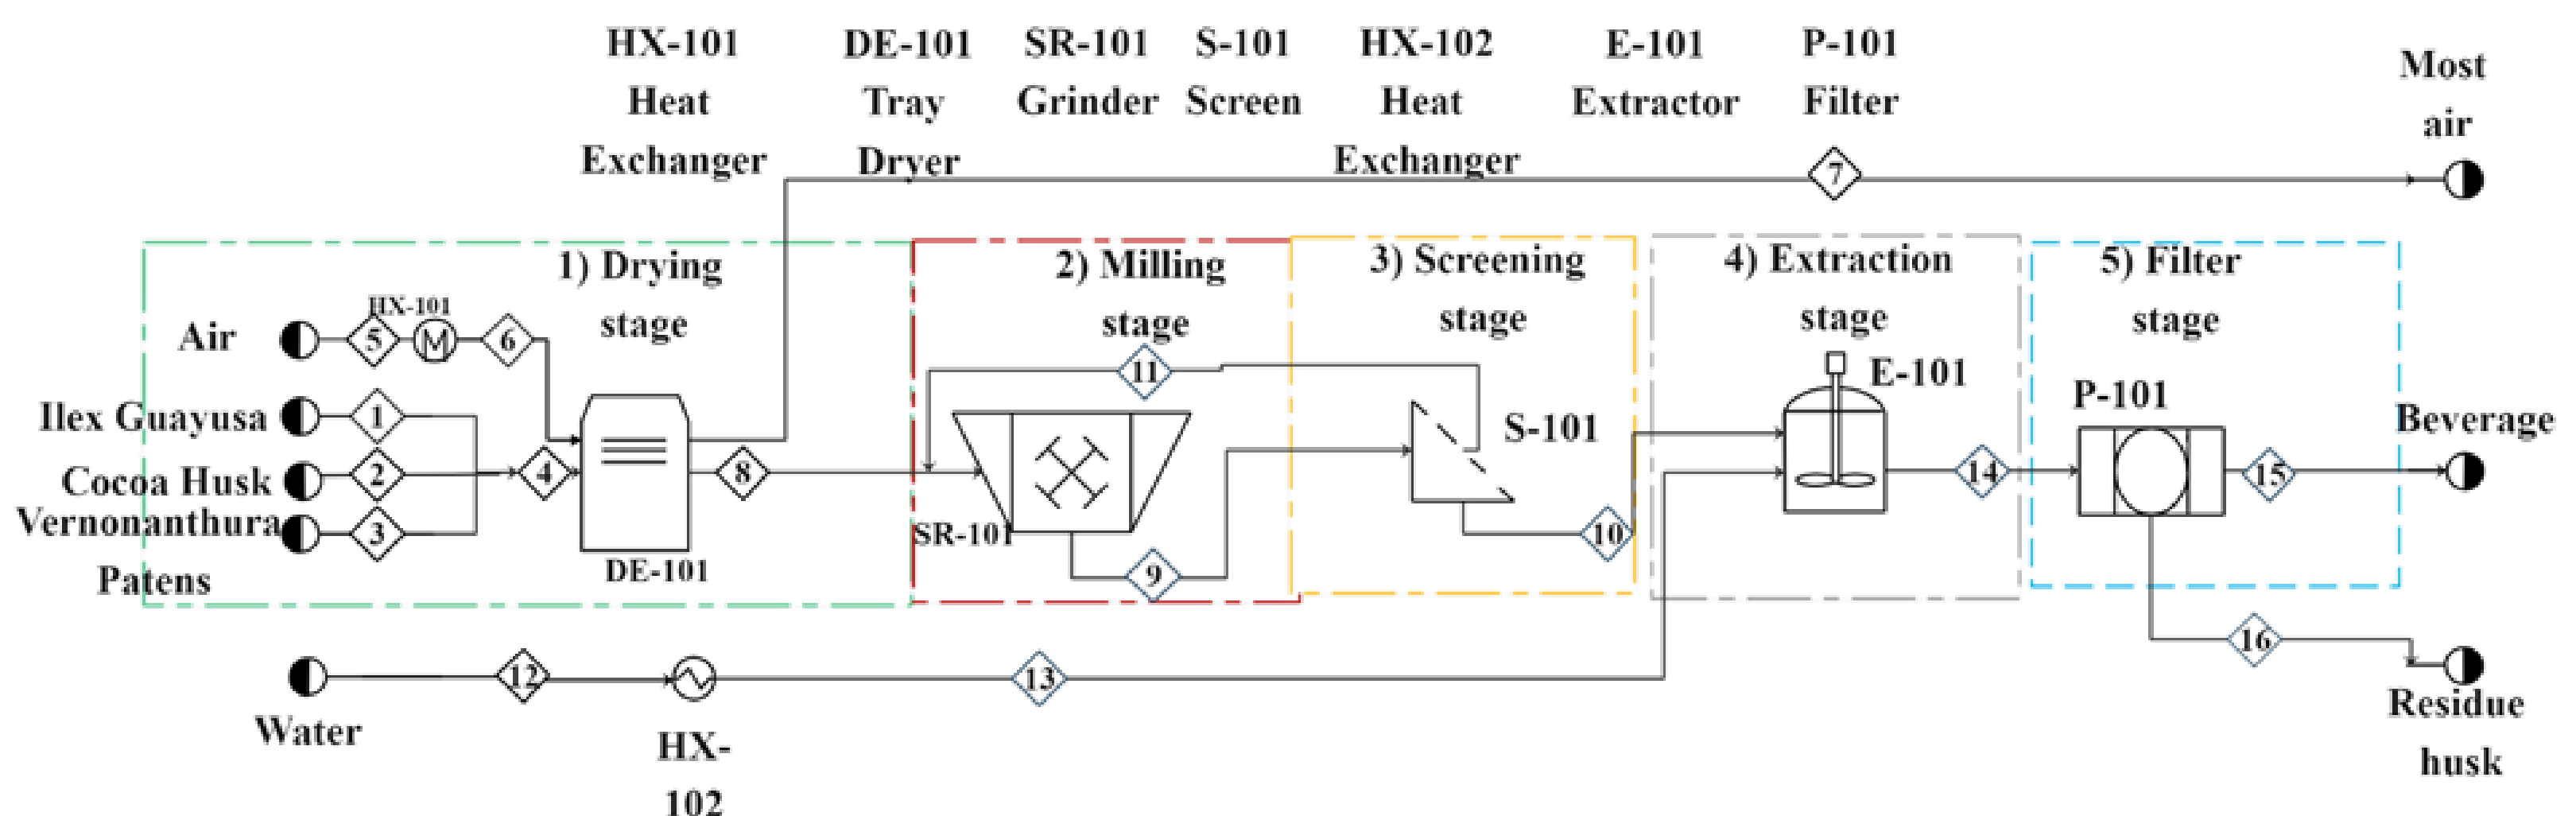 HX-101
Heat
Exchanger
DE-101
Tray
Dryer
SR-101
Grinder
S-101
Screen
HX-102
Heat
Exchanger
E-101
Extractor
P-101
Filter
Most
air
7
1) Drying
stage
2) Milling
stage
3) Screening
stage
4) Extraction
stage
5) Filter
stage
HX-101
Air
5
M
6
11
E-101
P-101
Ilex Guayusa
1
S-101
Beverage
Cocoa Husk
2
4
8
14
15
Vernonanthura
Patens
3
SR-101
10
DE-101
9
16
12
13
Water
HX-
102
Residue
husk